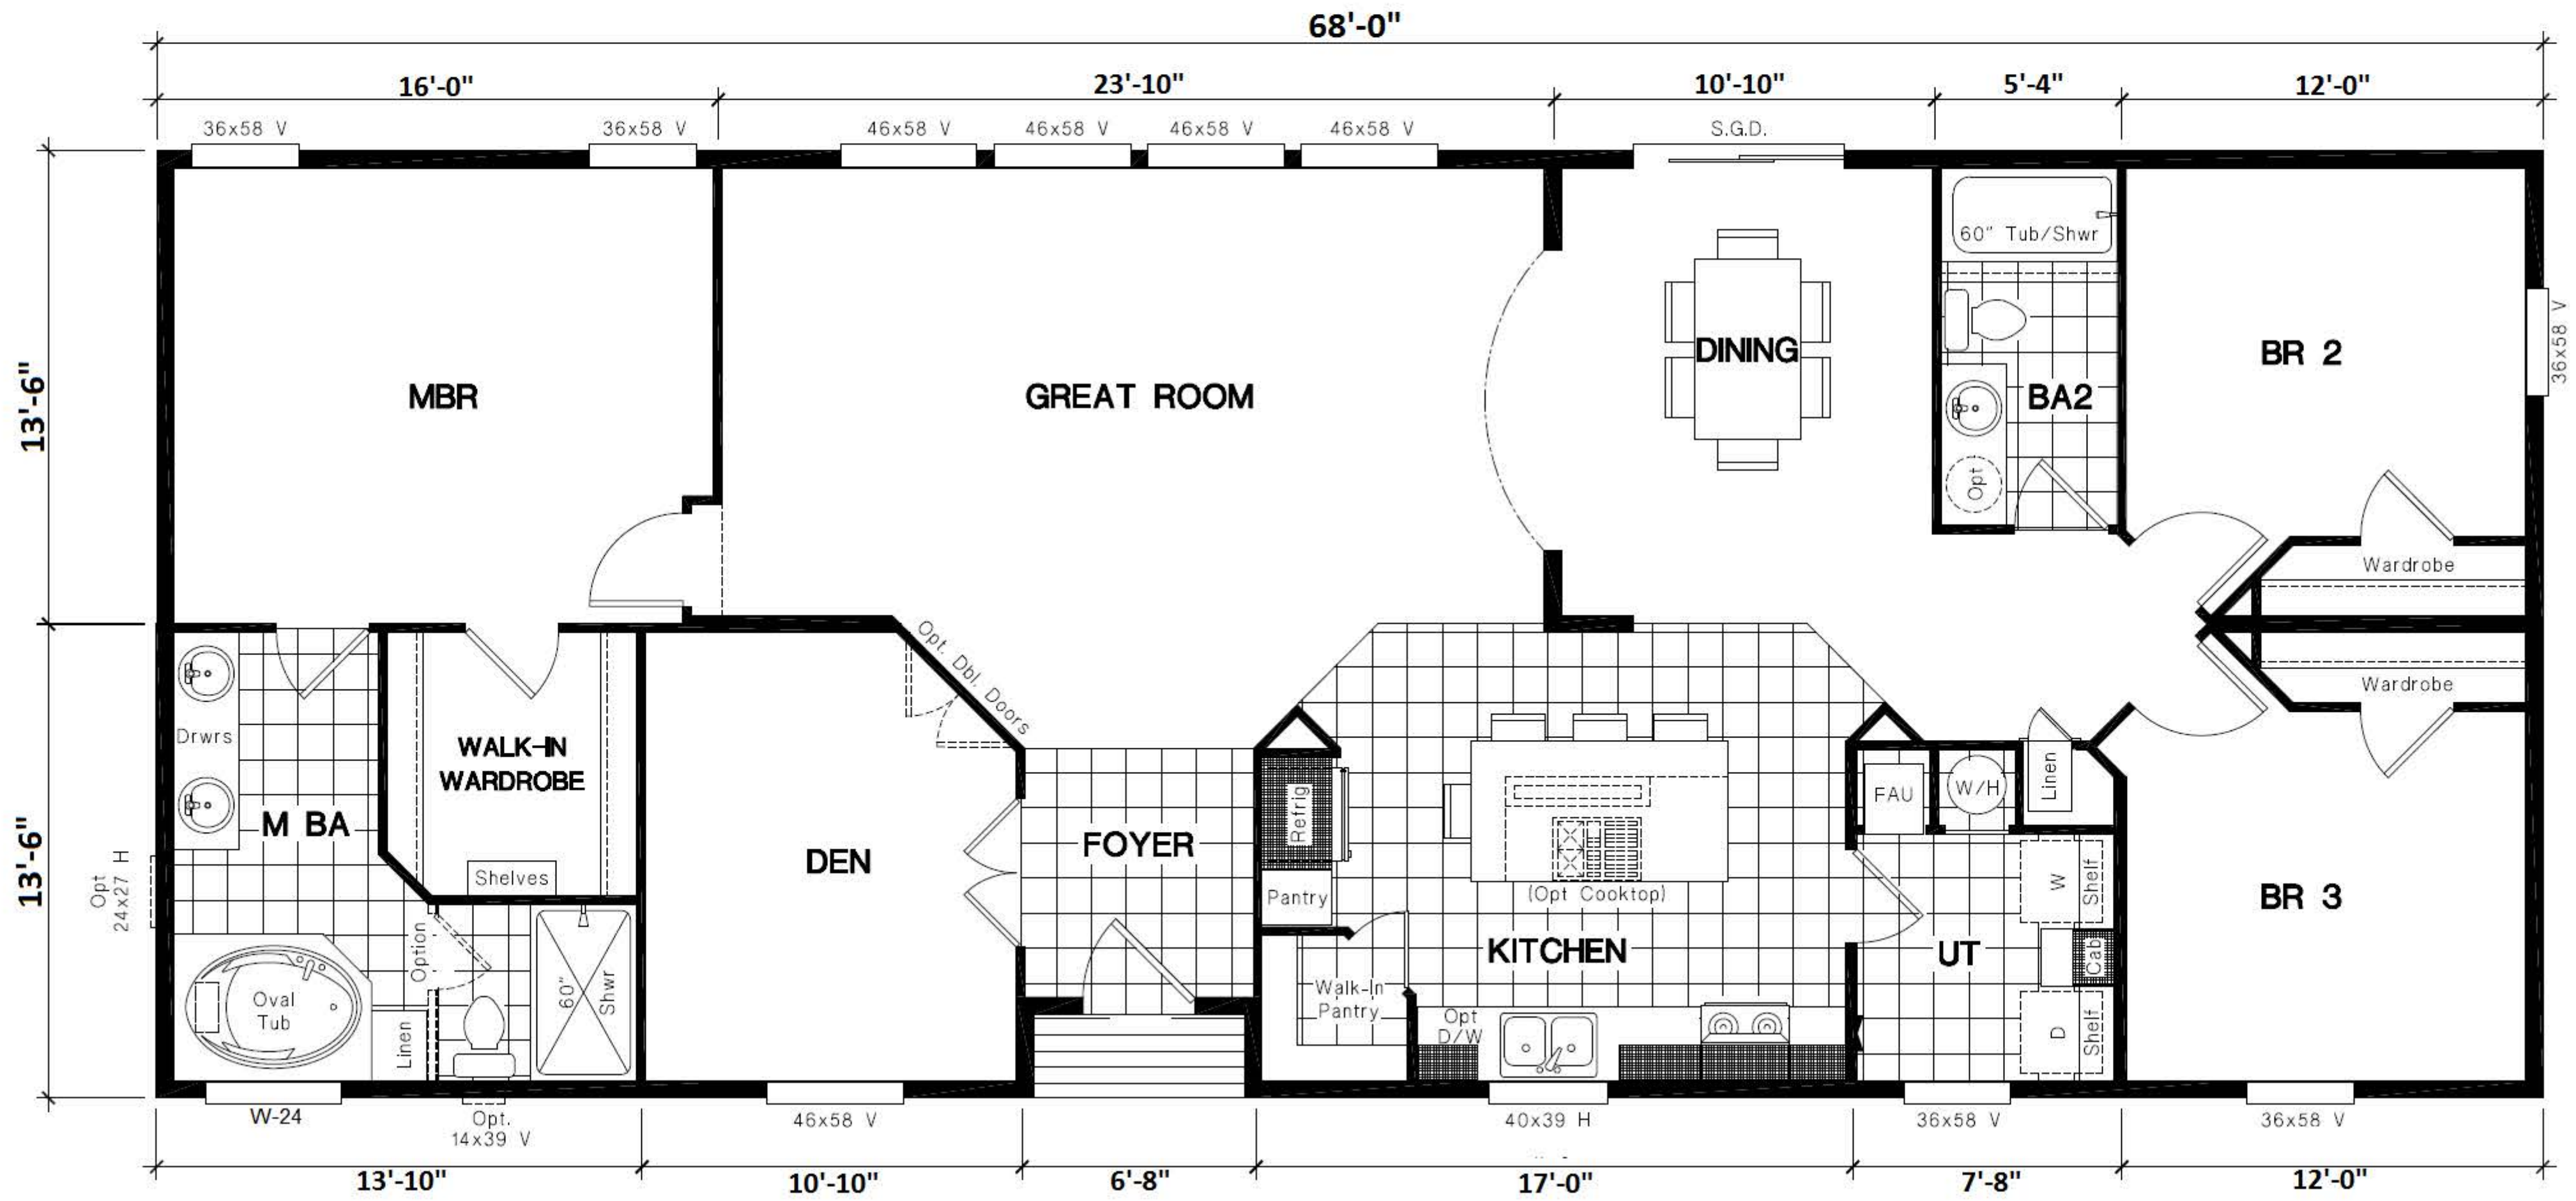 68'-0"
16'-0"
23'-10"
10'-10"
5'-4"
12'-0"
36x58 V
36x58 V
46x58 V
46x58 V
46x58 V
46x58 V
S.G.D.
13'-6"
MBR
GREAT ROOM
DINING
60" Tub/Shwr
BA2
Opt
BR 2
36x58 V
Wardrobe
Wardrobe
13'-6"
Opt
24x27 H
Drwrs
M BA
WALK-IN
WARDROBE
Shelves
Option
Oval
Tub
Linen
60"
Shwr
DEN
Opt. Dbl. Doors
FOYER
Refrig
Pantry
Walk-In
Pantry
(Opt Cooktop)
KITCHEN
Opt
D/W
FAU
W/H
Linen
UT
W
Shelf
Cab
D
Shelf
BR 3
W-24
Opt.
14x39 V
46x58 V
40x39 H
36x58 V
36x58 V
13'-10"
10'-10"
6'-8"
17'-0"
7'-8"
12'-0"